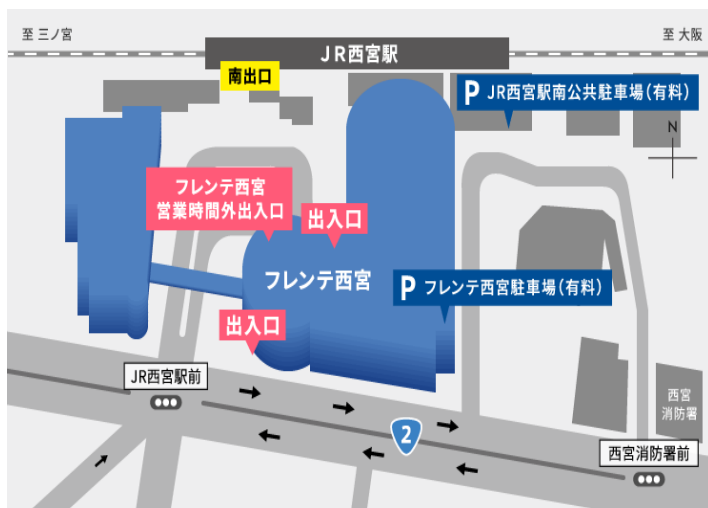 至 三ノ宮
JR西宮駅
至 大阪
南出口
P JR西宮駅南公共駐車場(有料)
N
フレンテ西宮
営業時間外出入口
出入口
フレンテ西宮
P フレンテ西宮駐車場(有料)
出入口
JR西宮駅前
西宮
消防署
2
西宮消防署前